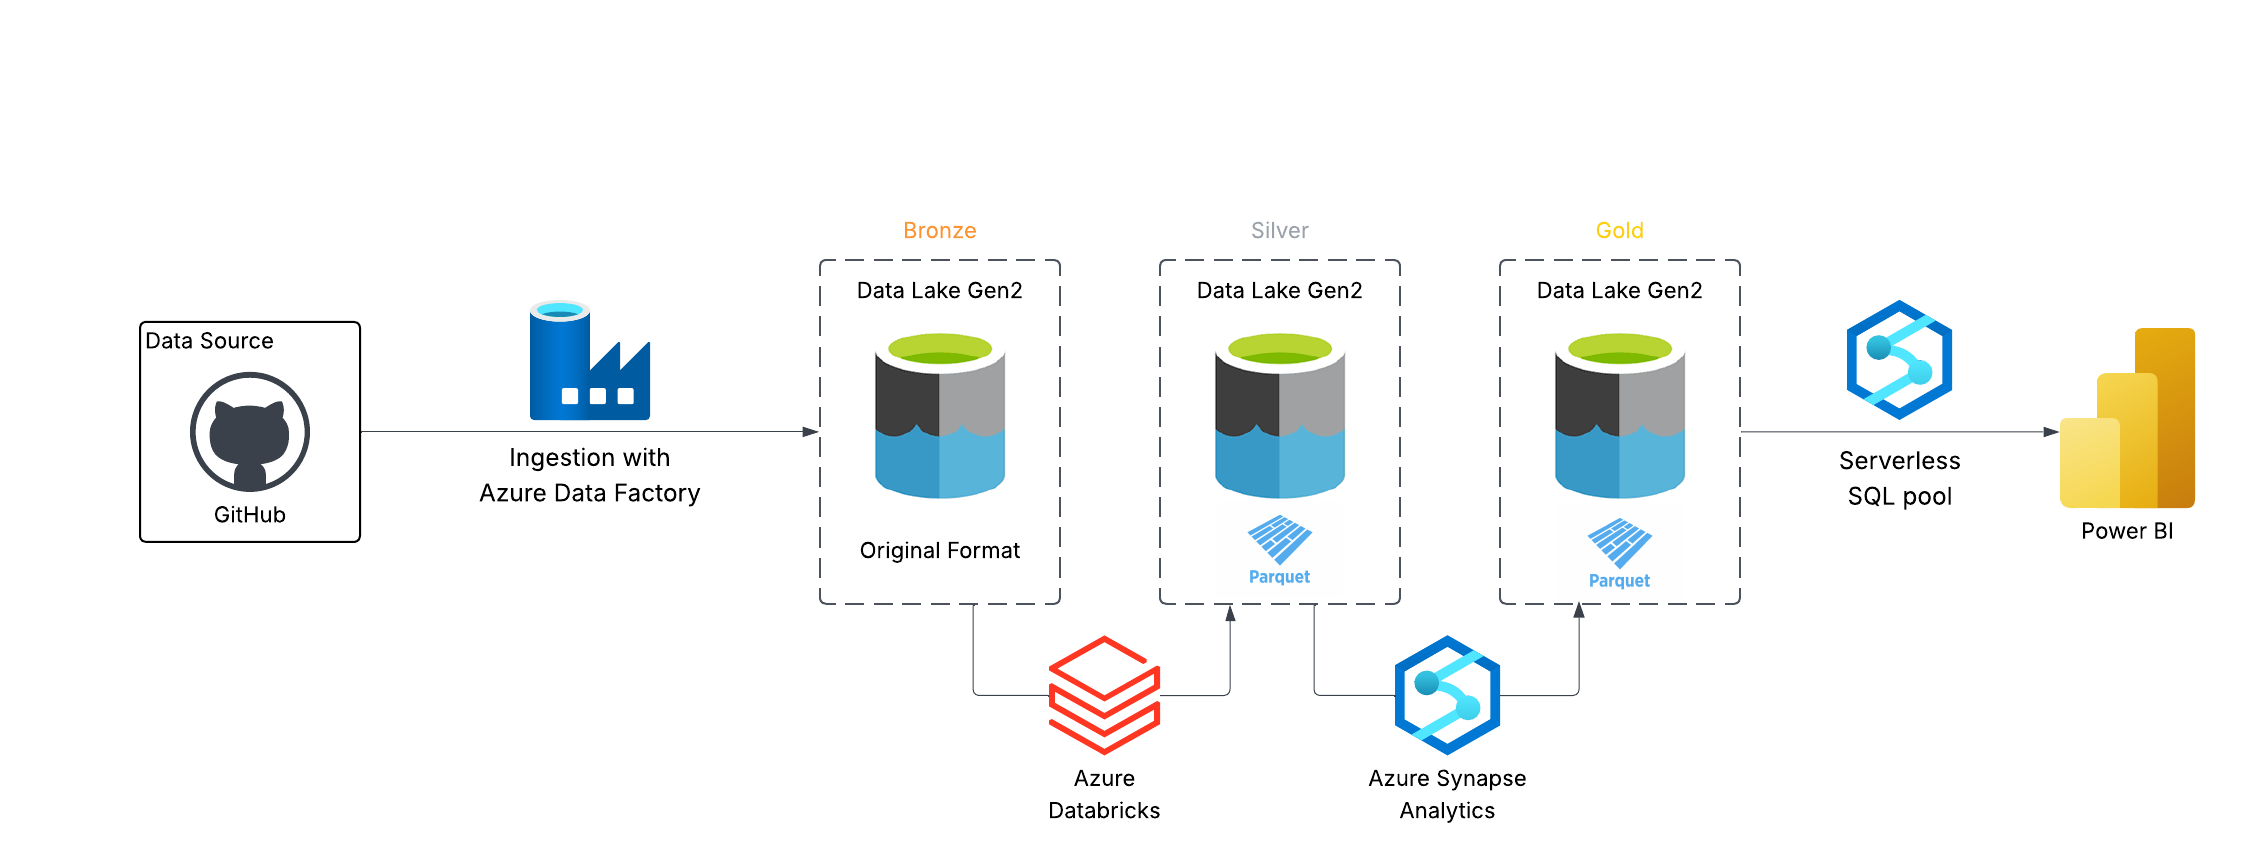 Bronze
Silver
Gold
Data Lake Gen2
Data Lake Gen2
Data Lake Gen2
Data Source
GitHub
Ingestion with
Azure Data Factory
Original Format
Parquet
Parquet
Serverless
SQL pool
Power BI
Azure
Databricks
Azure Synapse
Analytics